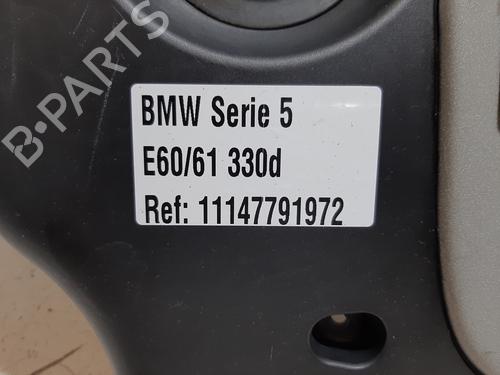 B-PARTS
BMW Serie 5
E60/61 330d
Ref: 11147791972